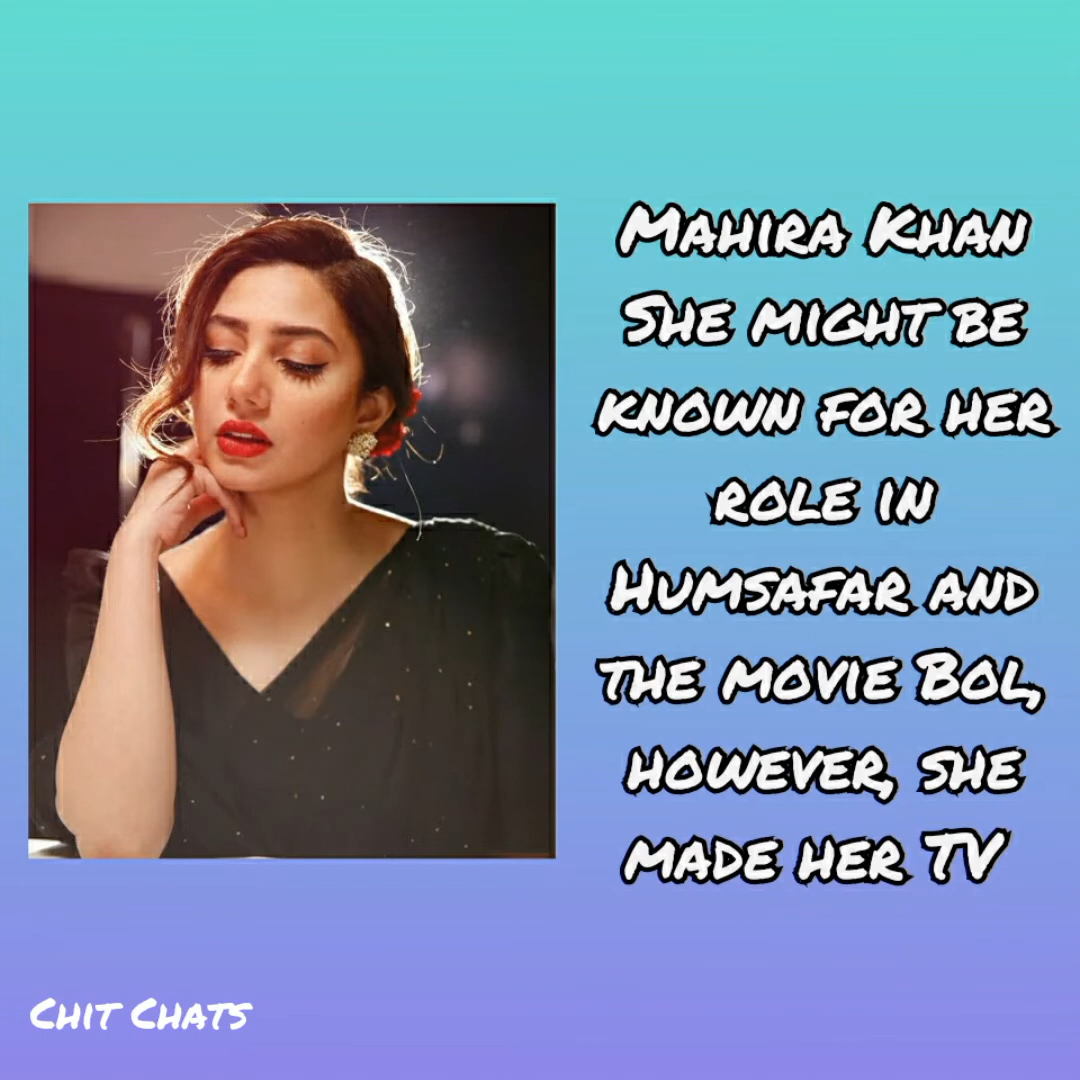 Mahira Khan
She might be
known for her
role in
Humsafar and
the movie Bol,
however, she
made her TV
Chit Chats